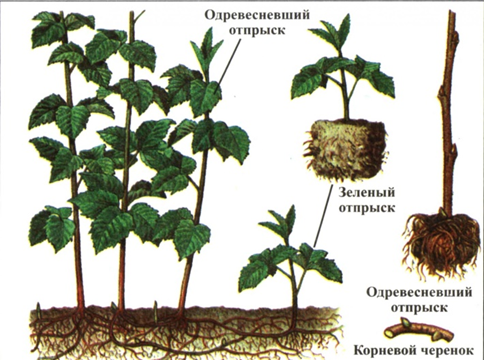 Одревесневший
отпрыск
Зеленый
отпрыск
Одревесневший
отпрыск
Корневой черенок